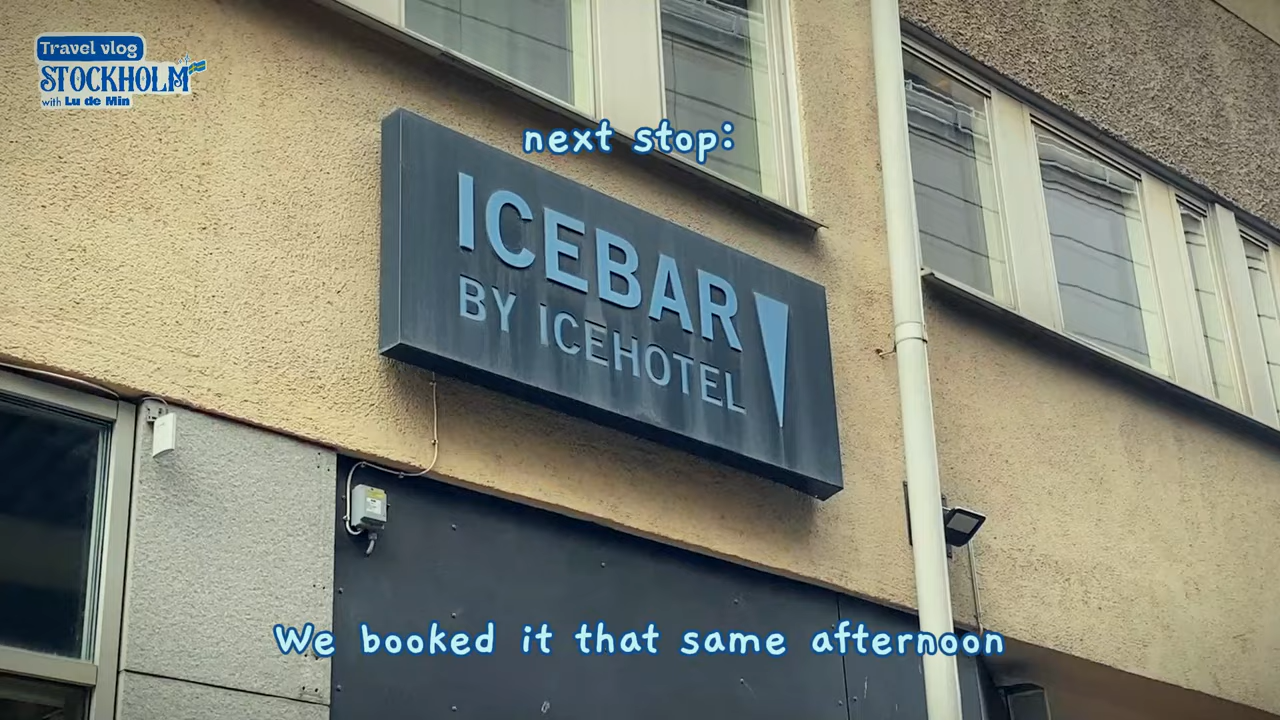 Travel vlog
STOCKHOLM
with Lu de Min
next stop:
ICEBAR
BY ICEHOTEL
We booked it that same afternoon